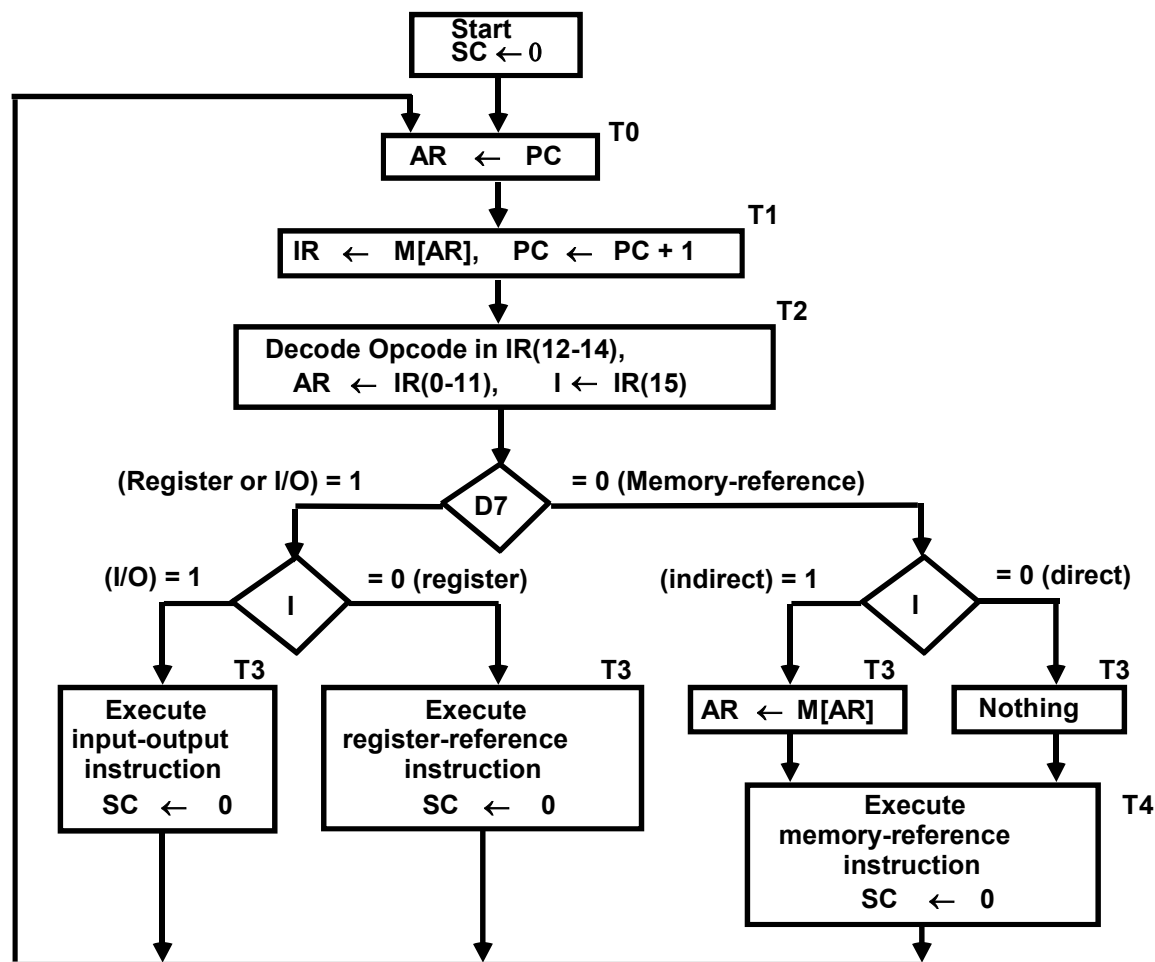 Start
SC ← 0
T0
AR ← PC
T1
IR ← M[AR], PC ← PC + 1
T2
Decode Opcode in IR(12-14),
AR ← IR(0-11), I ← IR(15)
(Register or I/O) = 1
D7
= 0 (Memory-reference)
(I/O) = 1
I
= 0 (register)
(indirect) = 1
I
= 0 (direct)
T3
Execute
input-output
instruction
SC ← 0
T3
Execute
register-reference
instruction
SC ← 0
T3
AR ← M[AR]
T3
Nothing
T4
Execute
memory-reference
instruction
SC ← 0